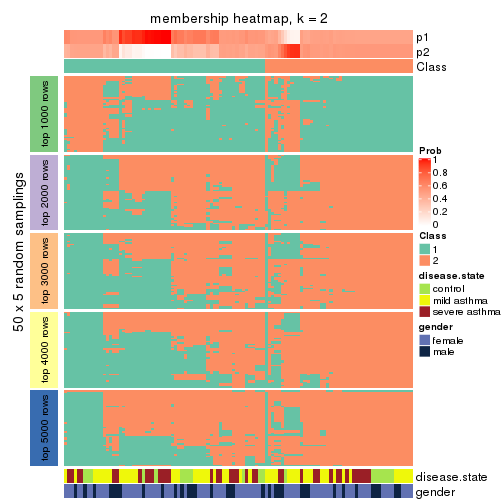 membership heatmap, k = 2
p1
p2
Class
50 x 5 random samplings
top 1000 rows
top 2000 rows
top 3000 rows
top 4000 rows
top 5000 rows
Prob
1
0.8
0.6
0.4
0.2
0
Class
1
2
disease.state
control
mild asthma
severe asthma
gender
female
male
disease.state
gender